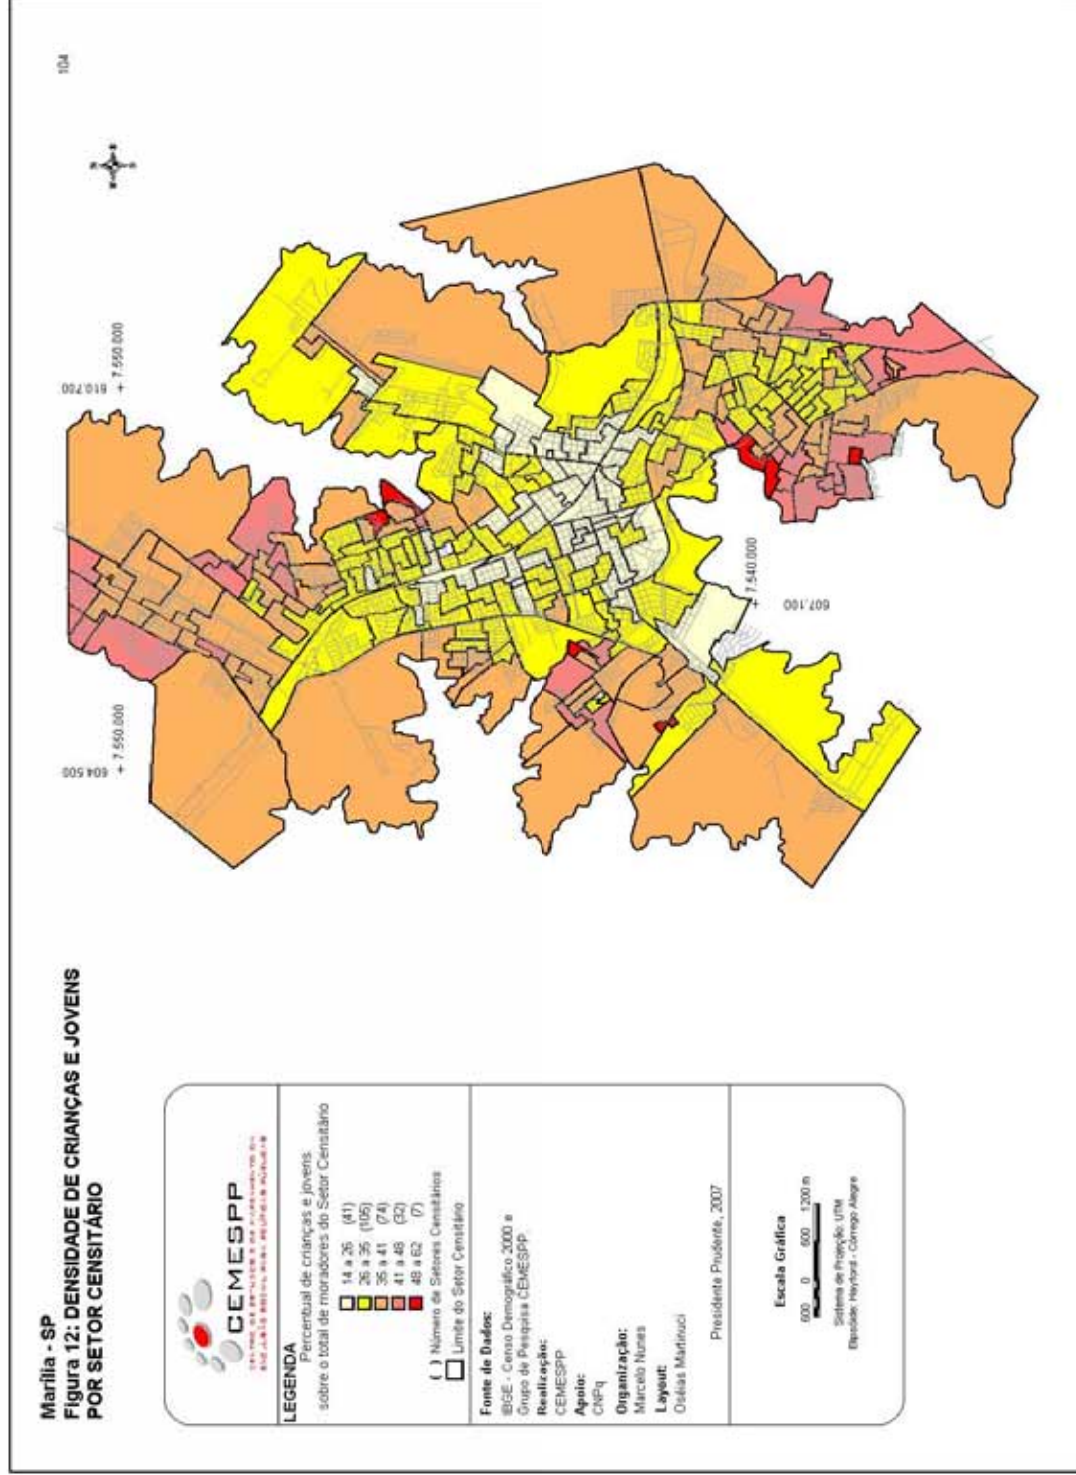 104
Marília - SP
Figura 12: DENSIDADE DE CRIANÇAS E JOVENS
POR SETOR CENSITÁRIO
CEMESPP
LEGENDA
Percentual de crianças e jovens
sobre o total de moradores do Setor Censitário
14 a 26 (41)
26 a 35 (105)
35 a 41 (74)
41 a 48 (32)
48 a 62 (7)
( ) Número de Setores Censitários
Limite do Setor Censitário
Fonte de Dados:
IBGE - Censo Demográfico 2000 e
Grupo de Pesquisa CEMESPP
Realização:
CEMESPP
Apoio:
CNPq
Organização:
Marcelo Nunes
Layout:
Oséias Martinuci
Presidente Prudente, 2007
Escala Gráfica
600 0 600 1200 m
Sistema de Projeção: UTM
Elipsóide: Hayford - Córrego Alegre
N
W E
S
604.500
+ 7.550.000
610.700
+ 7.550.000
+ 7.540.000
607.100